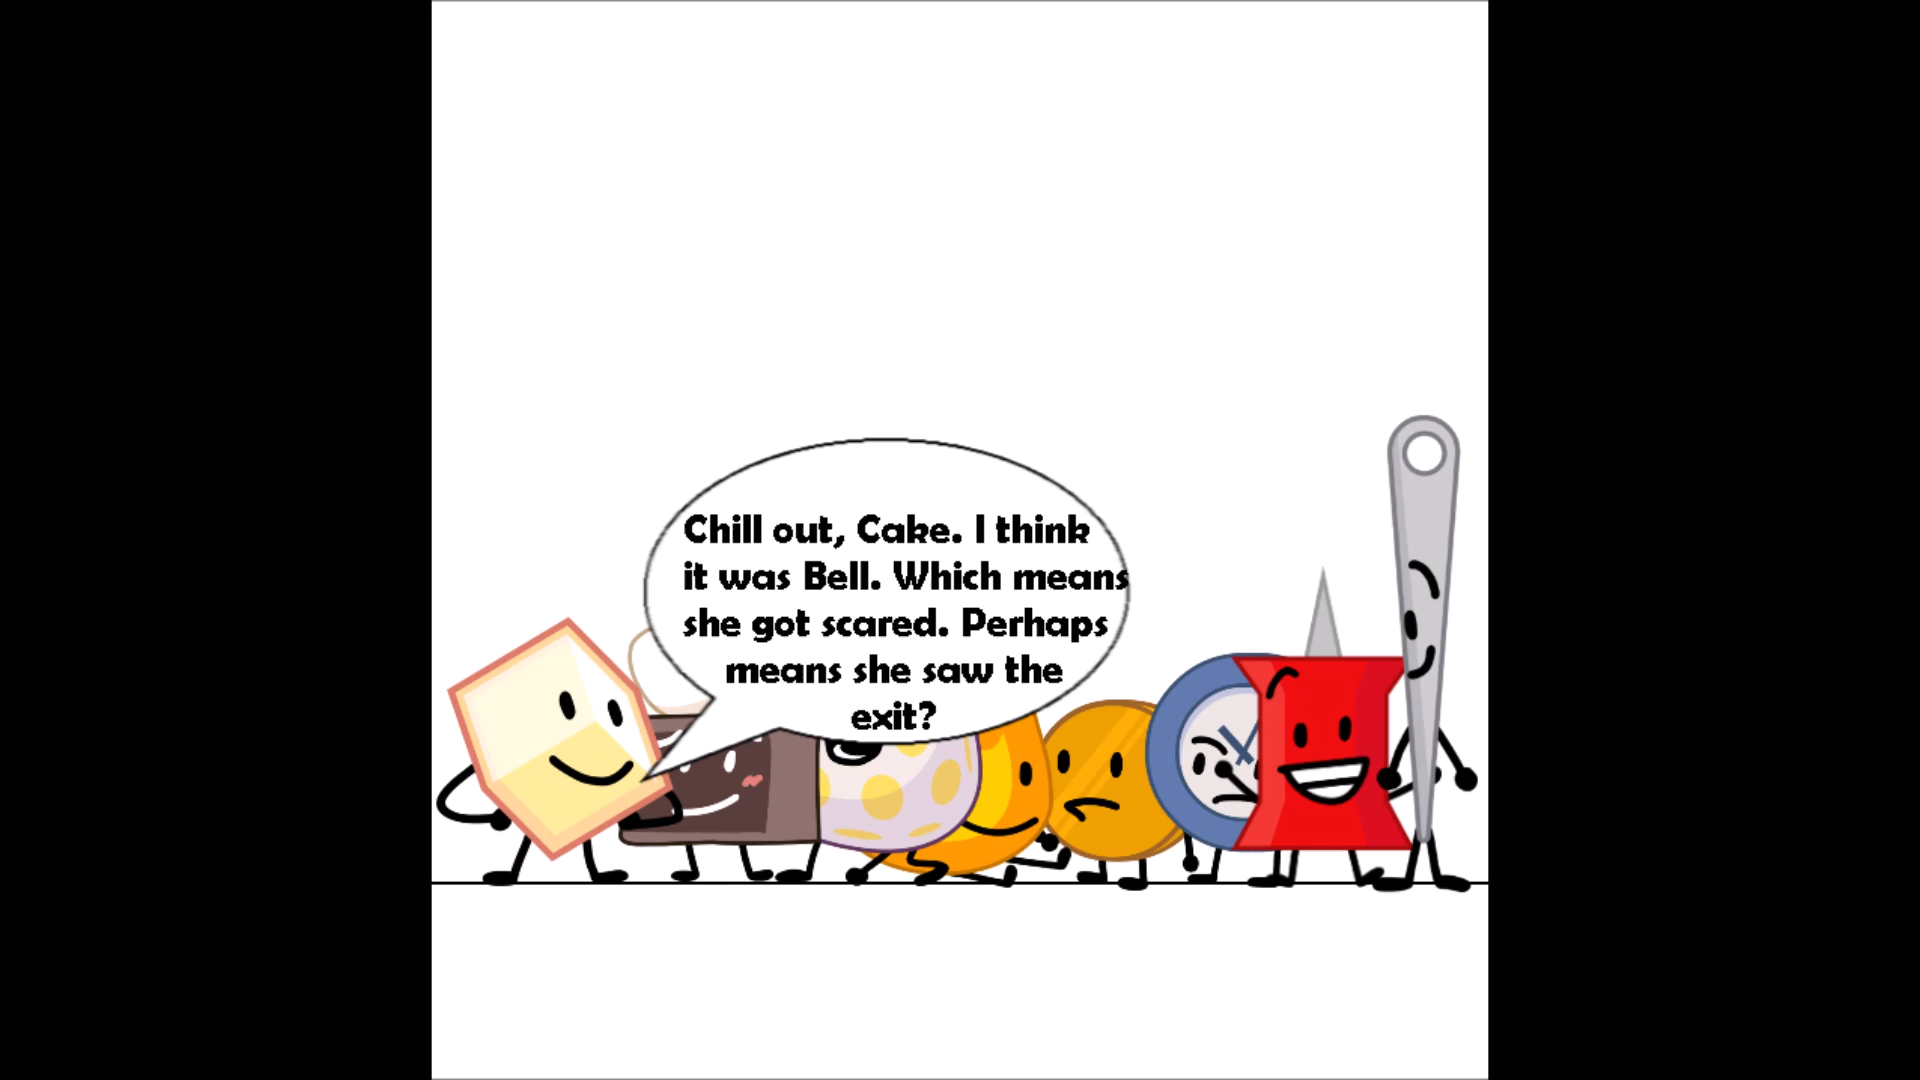 Chill out, Cake. I think
it was Bell. Which means
she got scared. Perhaps
means she saw the
exit?